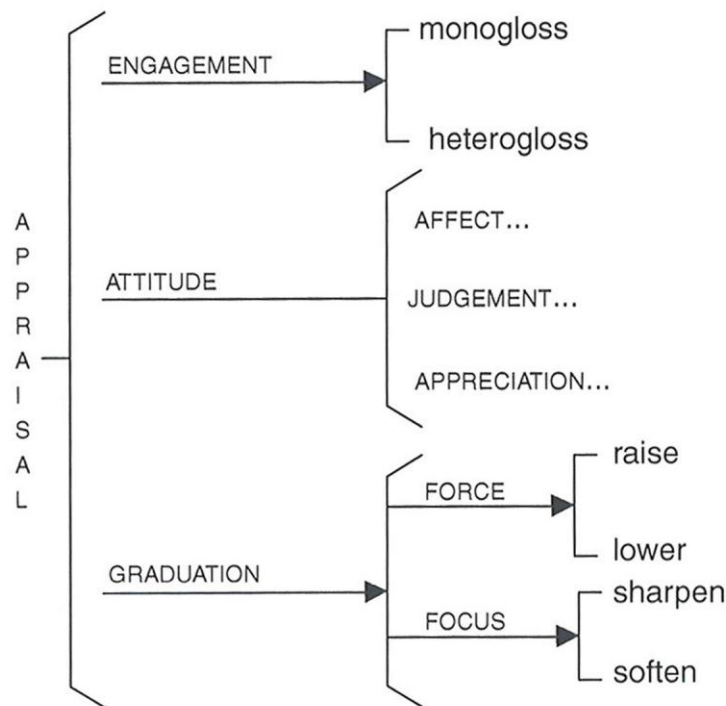 APPRAISAL
ENGAGEMENT
monogloss
heterogloss
ATTITUDE
AFFECT...
JUDGEMENT...
APPRECIATION...
GRADUATION
FORCE
raise
lower
FOCUS
sharpen
soften